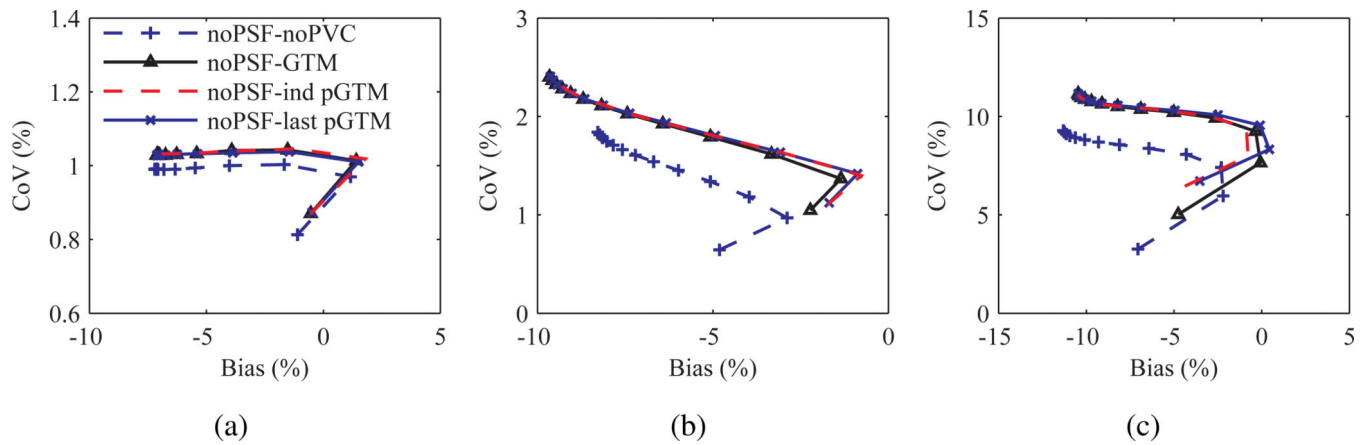 1.4
1.2
1
0.8
0.6
CoV (%)
noPSF-noPVC
noPSF-GTM
noPSF-ind pGTM
noPSF-last pGTM
-10
-5
0
5
Bias (%)
(a)
3
2
1
0
CoV (%)
-10
-5
0
Bias (%)
(b)
15
10
5
0
CoV (%)
-15
-10
-5
0
5
Bias (%)
(c)